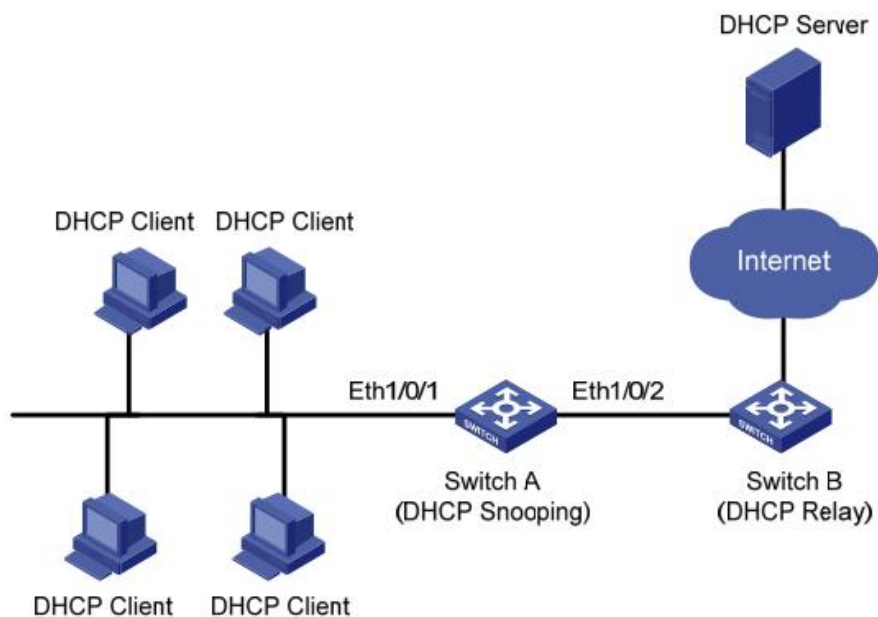 DHCP Server
Internet
DHCP Client
DHCP Client
Eth1/0/1
Eth1/0/2
SWITCH
SWITCH
Switch A
(DHCP Snooping)
Switch B
(DHCP Relay)
DHCP Client
DHCP Client